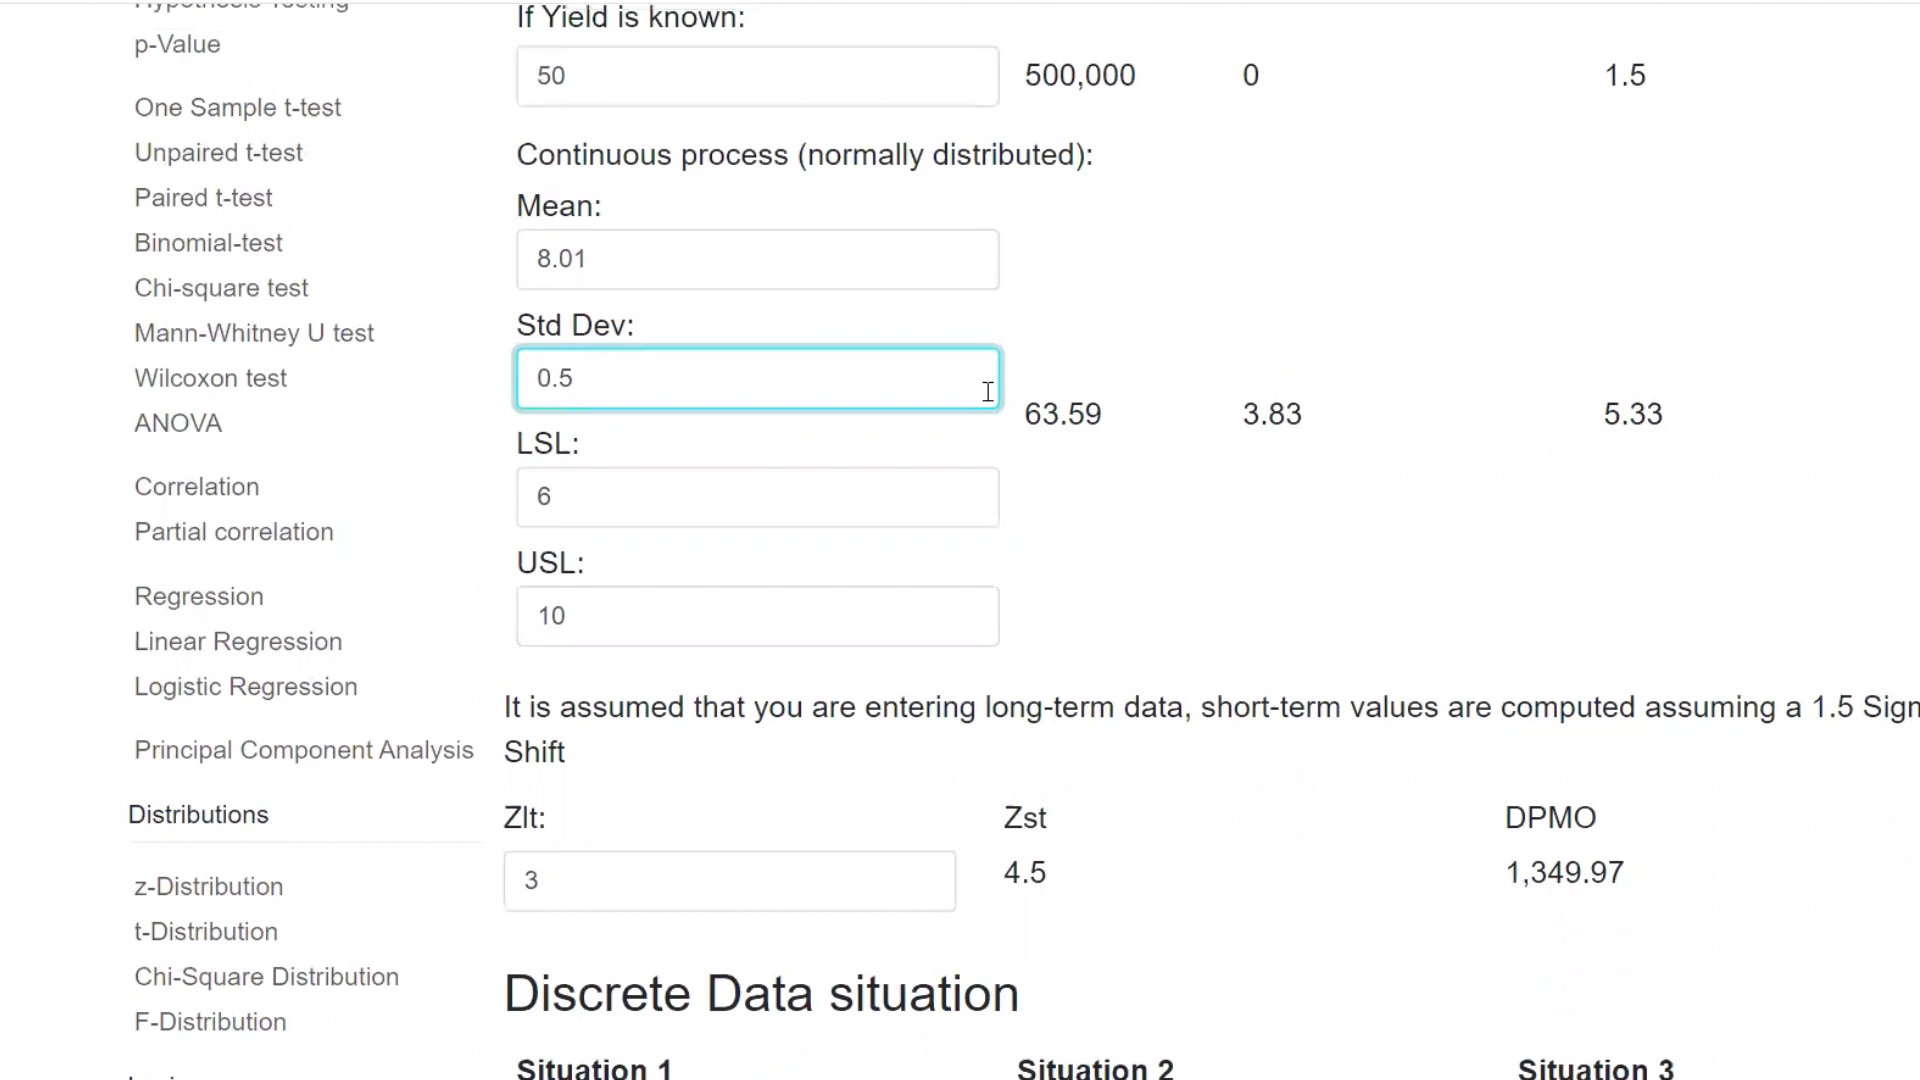 Hypothesis Testing
p-Value
One Sample t-test
Unpaired t-test
Paired t-test
Binomial-test
Chi-square test
Mann-Whitney U test
Wilcoxon test
ANOVA
Correlation
Partial correlation
Regression
Linear Regression
Logistic Regression
Principal Component Analysis
Distributions
z-Distribution
t-Distribution
Chi-Square Distribution
F-Distribution
If Yield is known:
50 500,000 0 1.5
Continuous process (normally distributed):
Mean:
8.01
Std Dev:
0.5
63.59 3.83 5.33
LSL:
6
USL:
10
It is assumed that you are entering long-term data, short-term values are computed assuming a 1.5 Sigm
Shift
Zlt: Zst DPMO
3 4.5 1,349.97
Discrete Data situation
Situation 1 Situation 2 Situation 3